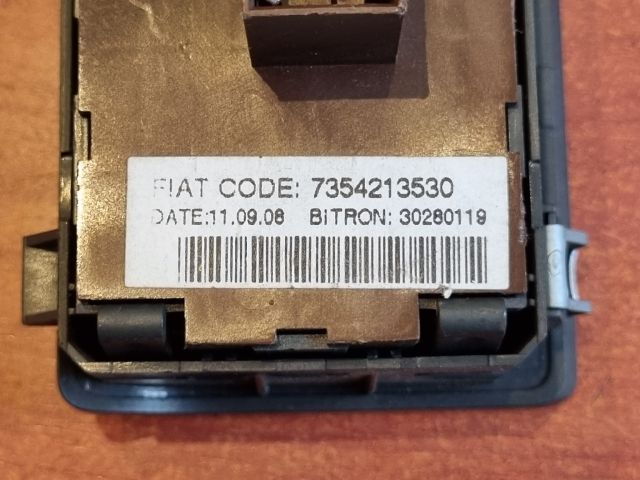 FIAT CODE: 7354213530
DATE:11.09.08 BITRON: 30280119